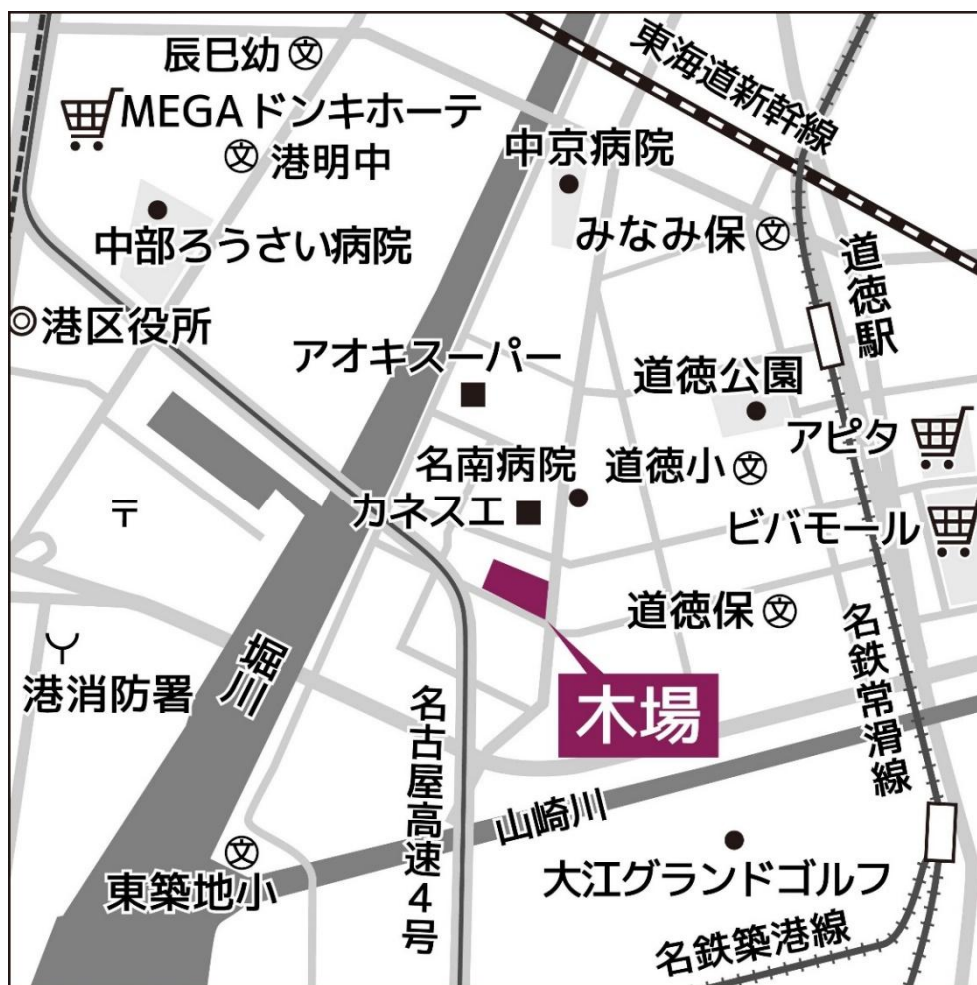 辰巳幼
文
東海道新幹線
MEGAドンキホーテ
文
港明中
中京病院
みなみ保
文
中部ろうさい病院
道徳駅
港区役所
アオキスーパー
道徳公園
アピタ
名南病院
道徳小
文
カネスエ
ビバモール
〒
道徳保
文
堀川
名鉄常滑線
港消防署
木場
名古屋高速4号
山崎川
文
東築地小
大江グランドゴルフ
名鉄築港線